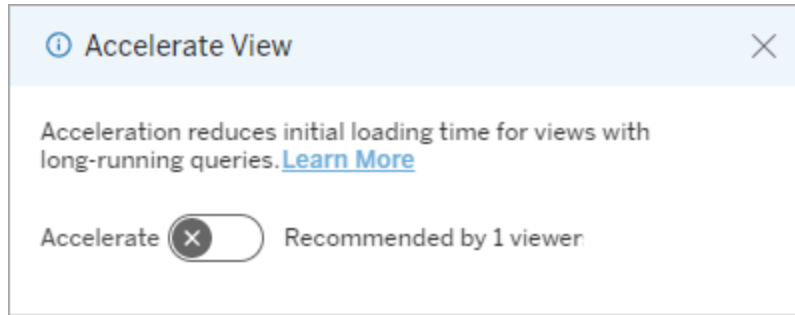 Accelerate View
Acceleration reduces initial loading time for views with
long-running queries. Learn More
Accelerate Recommended by 1 viewer